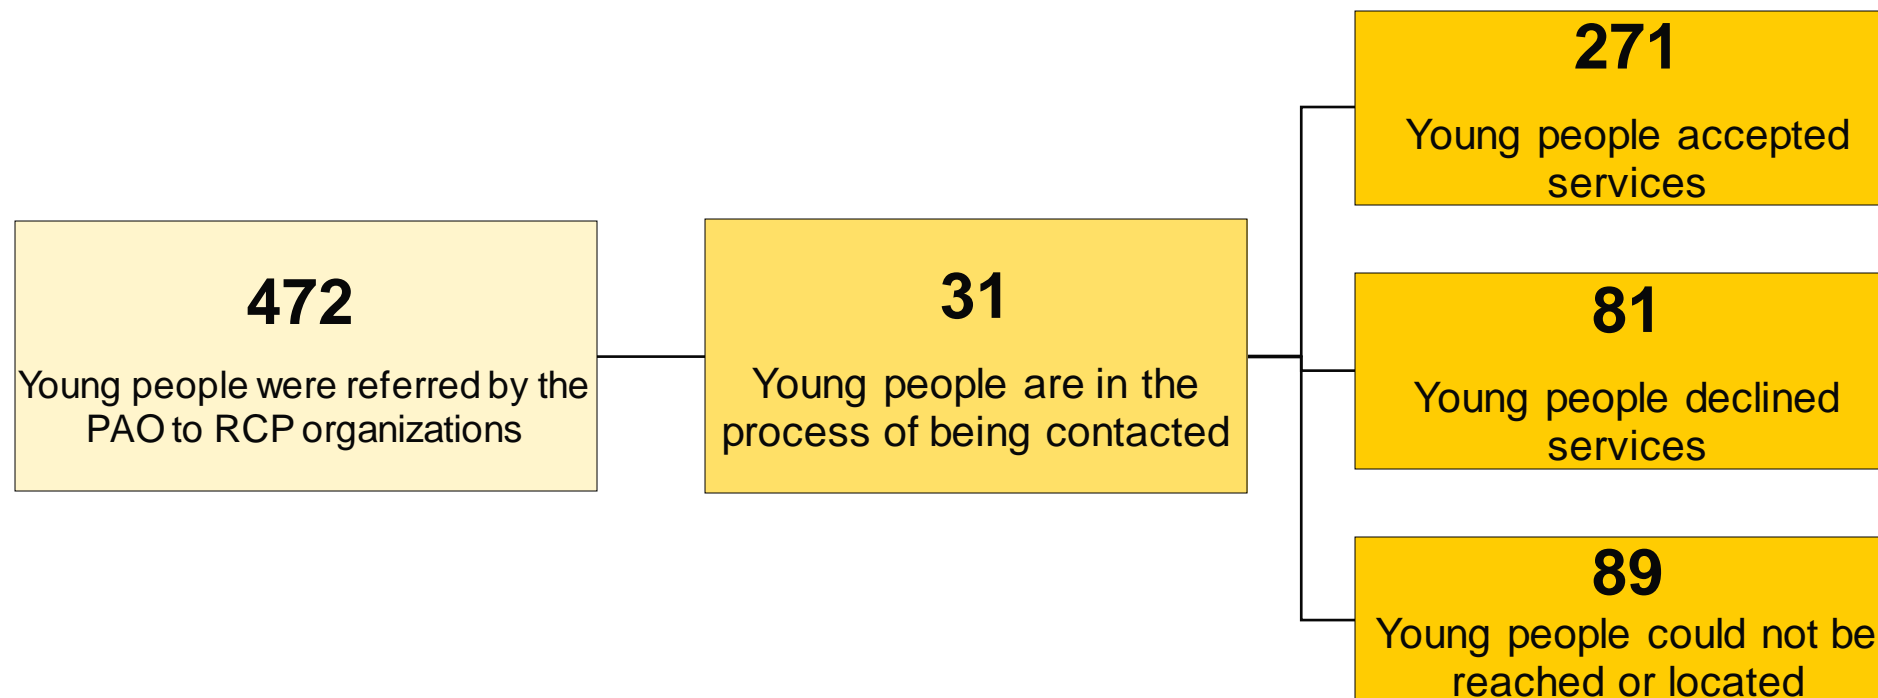 472
Young people were referred by the
PAO to RCP organizations
31
Young people are in the
process of being contacted
271
Young people accepted
services
81
Young people declined
services
89
Young people could not be
reached or located